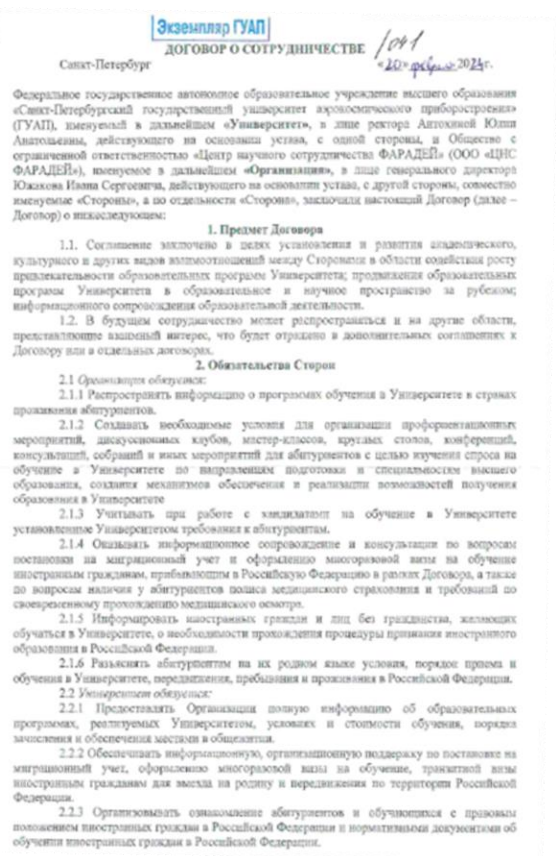 Экземпляр ГУАП
ДОГОВОР О СОТРУДНИЧЕСТВЕ /041
Санкт-Петербург «20» февраля 2024г.
Федеральное государственное автономное образовательное учреждение высшего образования
«Санкт-Петербургский государственный университет аэрокосмического приборостроения»
(ГУАП), именуемый в дальнейшем «Университет», в лице ректора Антохиной Юлии
Анатольевны, действующего на основании устава, с одной стороны, и Общество с
ограниченной ответственностью «Центр научного сотрудничества ФАРАДЕЙ» (ООО «ЦНС
ФАРАДЕЙ»), именуемое в дальнейшем «Организация», в лице генерального директора
Южакова Ивана Сергеевича, действующего на основании устава, с другой стороны, совместно
именуемые «Стороны», а по отдельности «Сторона», заключили настоящий Договор (далее –
Договор) о нижеследующем:
1. Предмет Договора
1.1. Соглашение заключено в целях установления и развития академического,
культурного и других видов взаимоотношений между Сторонами в области содействия росту
привлекательности образовательных программ Университета; продвижения образовательных
программ Университета в образовательное и научное пространство за рубежом;
информационного сопровождения образовательной деятельности.
1.2. В будущем сотрудничество может распространяться и на другие области,
представляющие взаимный интерес, что будет отражено в дополнительных соглашениях к
Договору или в отдельных договорах.
2. Обязательства Сторон
2.1 Организация обязуется:
2.1.1 Распространять информацию о программах обучения в Университете в странах
проживания абитуриентов.
2.1.2 Создавать необходимые условия для организации профориентационных
мероприятий, дискуссионных клубов, мастер-классов, круглых столов, конференций,
консультаций, собраний и иных мероприятий для абитуриентов с целью изучения спроса на
обучение в Университете по направлениям подготовки и специальностям высшего
образования, создания механизмов обеспечения и реализации возможностей получения
образования в Университете
2.1.3 Учитывать при работе с кандидатами на обучение в Университете
установленные Университетом требования к абитуриентам.
2.1.4 Оказывать информационное сопровождение и консультации по вопросам
постановки на миграционный учет и оформлению многоразовой визы на обучение
иностранным гражданам, прибывающим в Российскую Федерацию в рамках Договора, а также
по вопросам наличия у абитуриентов полиса медицинского страхования и требований по
своевременному прохождению медицинского осмотра.
2.1.5 Информировать иностранных граждан и лиц без гражданства, желающих
обучаться в Университете, о необходимости прохождения процедуры признания иностранного
образования в Российской Федерации.
2.1.6 Разъяснять абитуриентам на их родном языке условия, порядок приема и
обучения в Университете, передвижения, пребывания и проживания в Российской Федерации.
2.2 Университет обязуется:
2.2.1 Предоставлять Организации полную информацию об образовательных
программах, реализуемых Университетом, условиях и стоимости обучения, порядка
зачисления и обеспечения местами в общежитии.
2.2.2 Обеспечивать информационную, организационную поддержку по постановке на
миграционный учет, оформлению многоразовой визы на обучение, транзитной визы
иностранным гражданам для выезда на родину и передвижения по территории Российской
Федерации.
2.2.3 Организовывать ознакомление абитуриентов и обучающихся с правовым
положением иностранных граждан в Российской Федерации и нормативными документами об
обучении иностранных граждан в Российской Федерации.